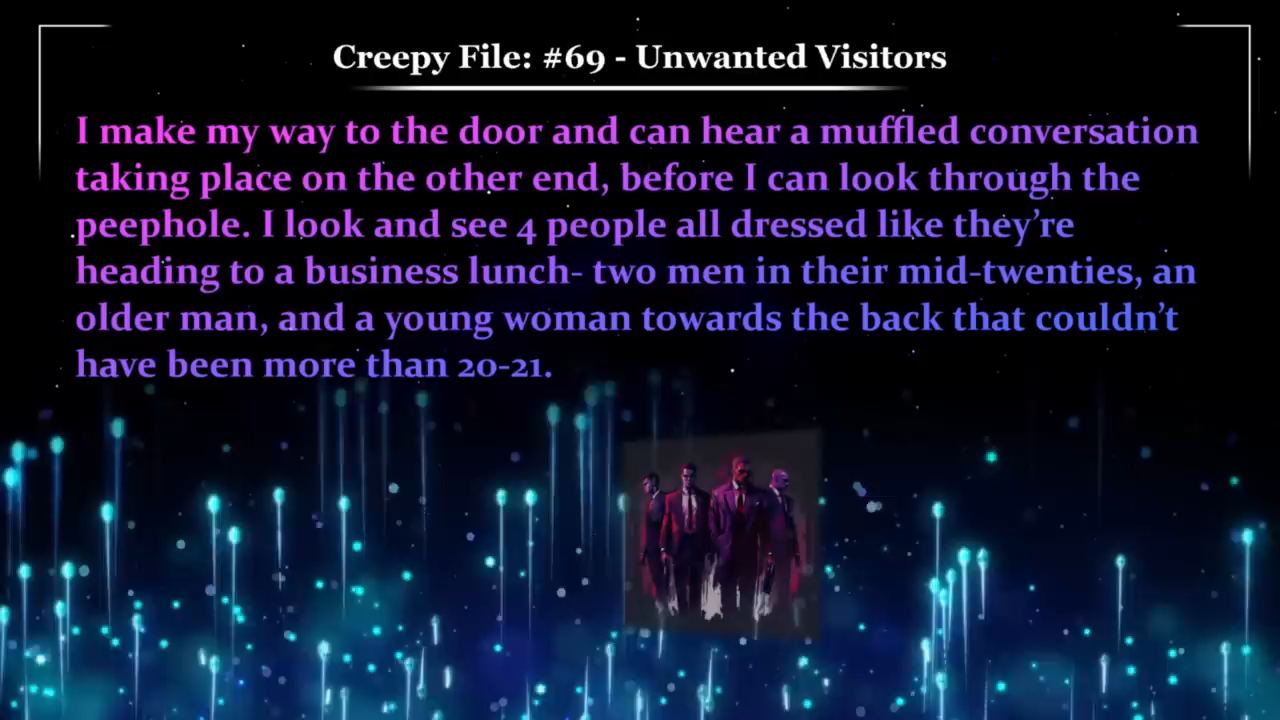 Creepy File: #69 - Unwanted Visitors
I make my way to the door and can hear a muffled conversation
taking place on the other end, before I can look through the
peephole. I look and see 4 people all dressed like they’re
heading to a business lunch- two men in their mid-twenties, an
older man, and a young woman towards the back that couldn’t
have been more than 20-21.